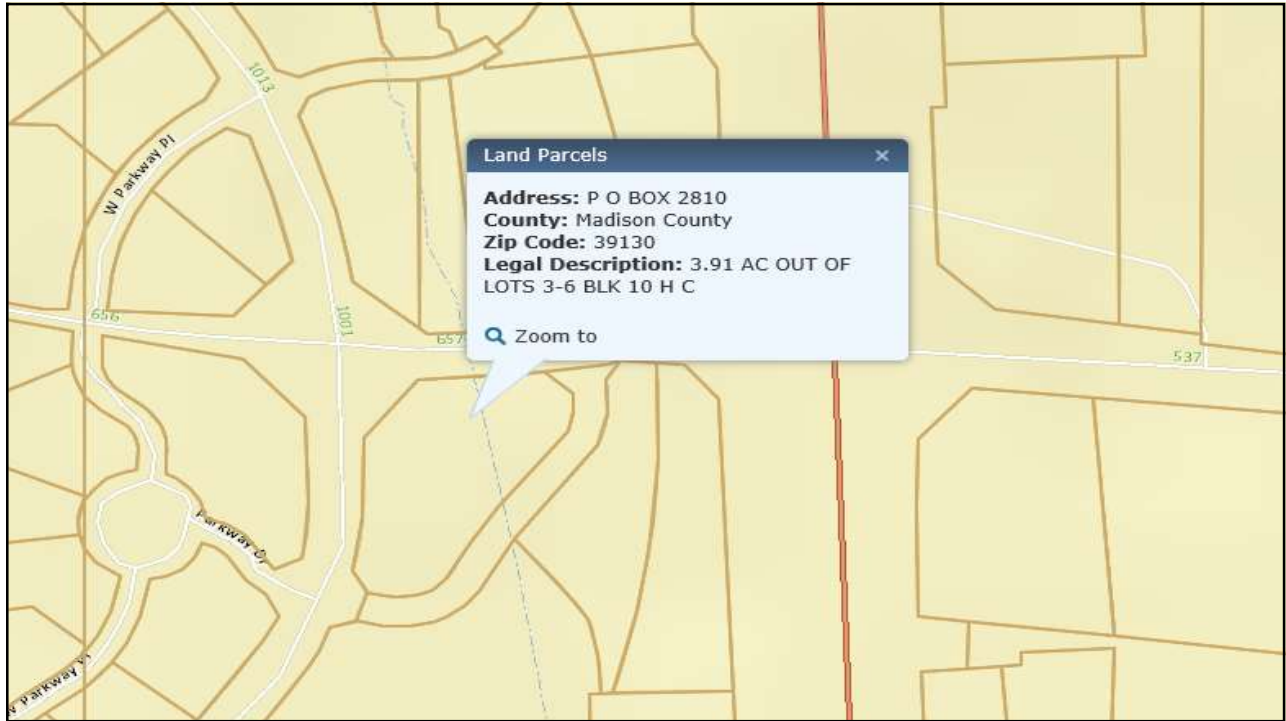 1013
W Parkway Pl
Land Parcels ×
Address: P O BOX 2810
County: Madison County
Zip Code: 39130
Legal Description: 3.91 AC OUT OF
LOTS 3-6 BLK 10 H C
Zoom to
656
1001
657
537
Parkway Dr
W Parkway Pl